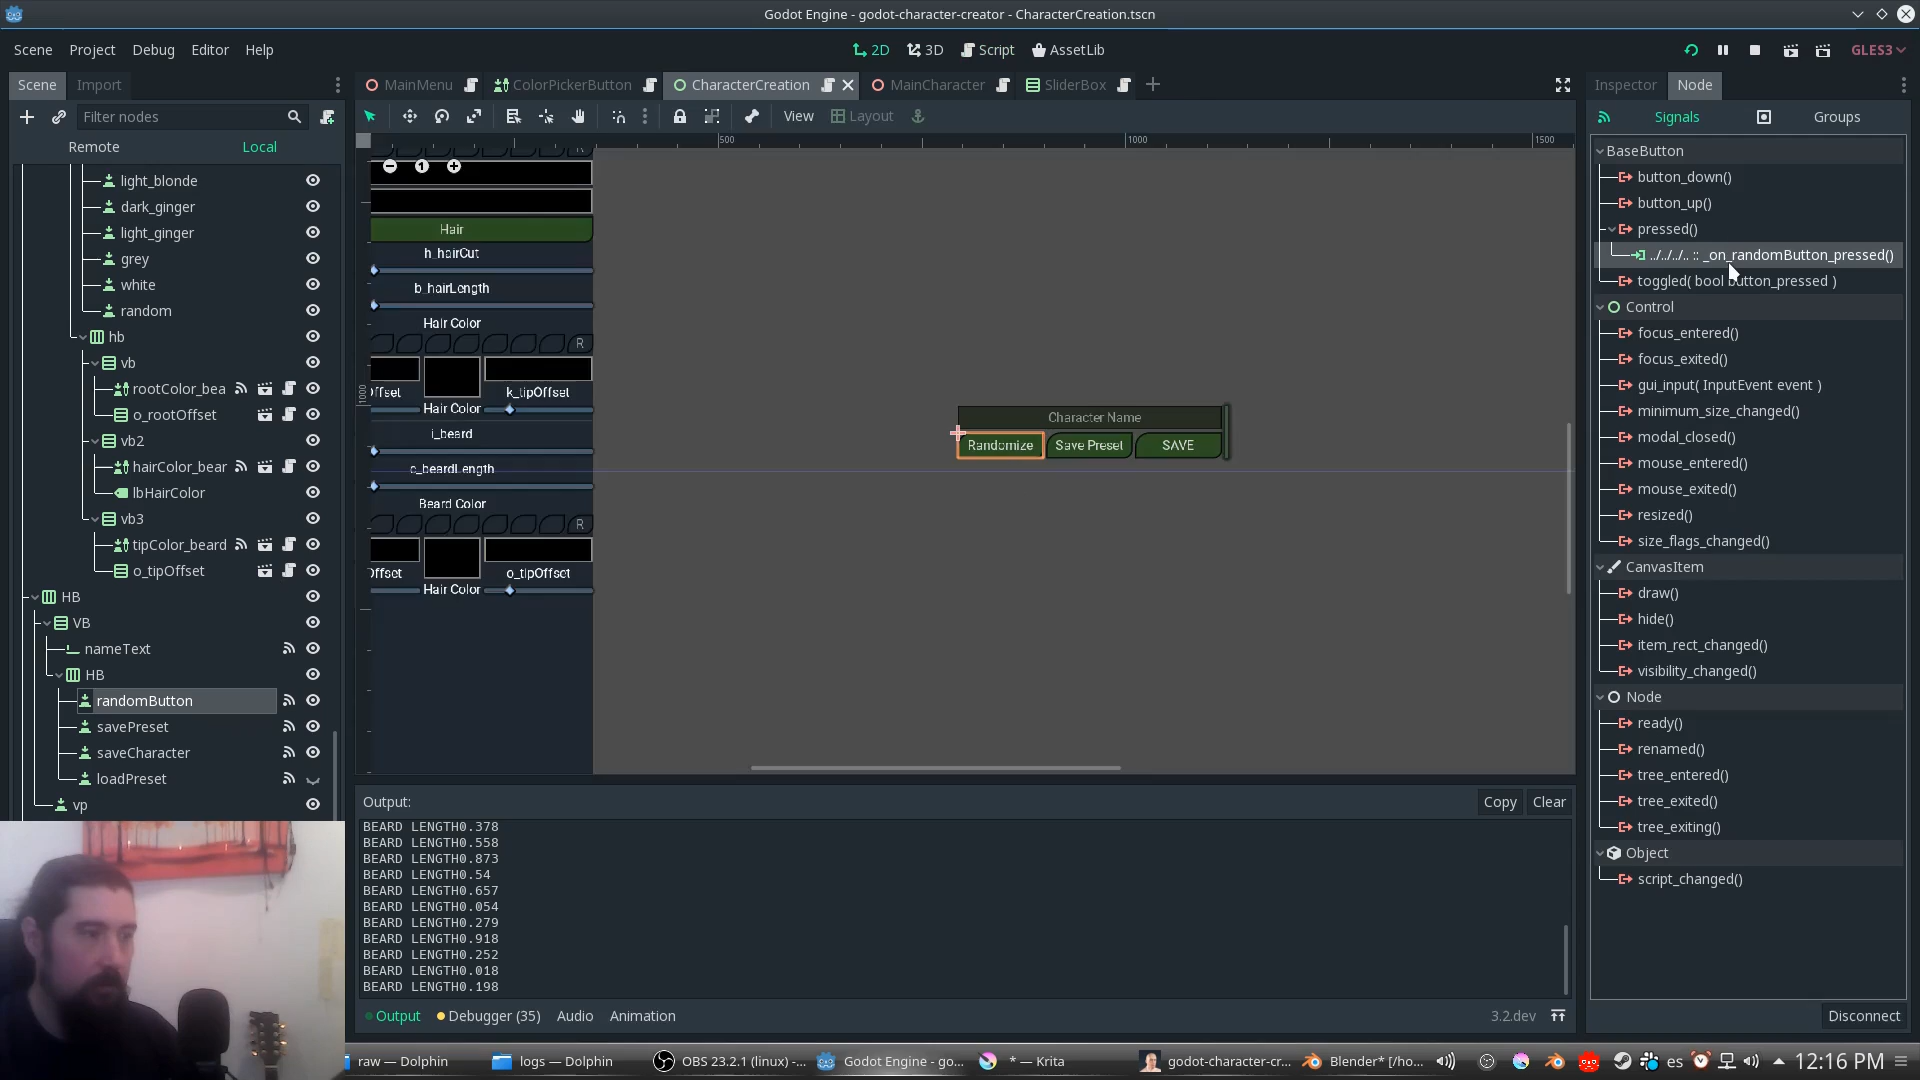 Godot Engine - godot-character-creator - CharacterCreation.tscn
Scene Project Debug Editor Help
2D 3D Script AssetLib
GLES3
Scene Import
MainMenu ColorPickerButton CharacterCreation MainCharacter SliderBox
Inspector Node
Filter nodes
View Layout
Signals Groups
Remote Local
500 1000 1500
1000
light_blonde
dark_ginger
light_ginger
grey
white
random
hb
vb
rootColor_bea
o_rootOffset
vb2
hairColor_bear
lbHairColor
vb3
tipColor_beard
o_tipOffset
HB
VB
nameText
HB
randomButton
savePreset
saveCharacter
loadPreset
vp
R
1
Hair
h_hairCut
b_hairLength
Hair Color
R
Offset k_tipOffset
Hair Color
i_beard
c_beardLength
Beard Color
R
Offset o_tipOffset
Hair Color
Character Name
Randomize Save Preset SAVE
BaseButton
button_down()
button_up()
pressed()
../../../.. :: _on_randomButton_pressed()
toggled( bool button_pressed )
Control
focus_entered()
focus_exited()
gui_input( InputEvent event )
minimum_size_changed()
modal_closed()
mouse_entered()
mouse_exited()
resized()
size_flags_changed()
CanvasItem
draw()
hide()
item_rect_changed()
visibility_changed()
Node
ready()
renamed()
tree_entered()
tree_exited()
tree_exiting()
Object
script_changed()
Disconnect
Output: Copy Clear
BEARD LENGTH0.378
BEARD LENGTH0.558
BEARD LENGTH0.873
BEARD LENGTH0.54
BEARD LENGTH0.657
BEARD LENGTH0.054
BEARD LENGTH0.279
BEARD LENGTH0.918
BEARD LENGTH0.252
BEARD LENGTH0.018
BEARD LENGTH0.198
Output Debugger (35) Audio Animation 3.2.dev
raw — Dolphin logs — Dolphin OBS 23.2.1 (linux) -... Godot Engine - go... * — Krita godot-character-cr... Blender* [/ho... es 12:16 PM